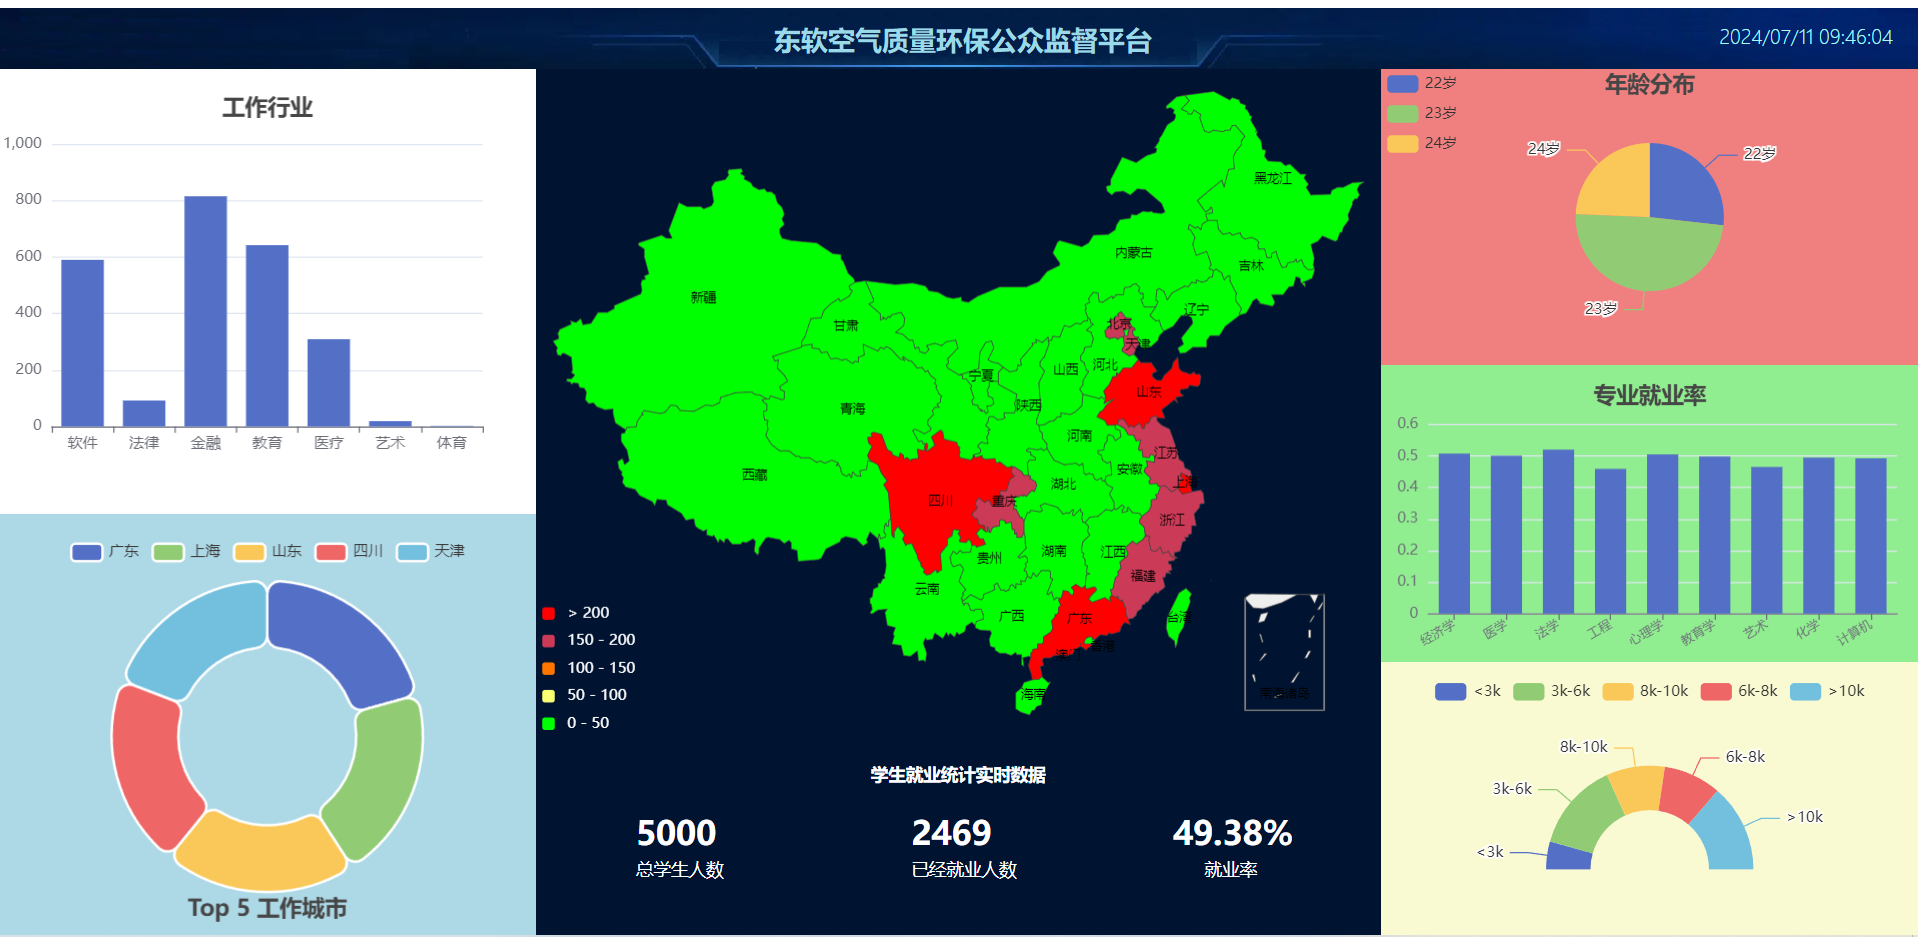 东软空气质量环保公众监督平台
2024/07/11 09:46:04
工作行业
1,000
800
600
400
200
0
软件 法律 金融 教育 医疗 艺术 体育
广东 上海 山东 四川 天津
Top 5 工作城市
黑龙江
内蒙古
吉林
新疆
辽宁
甘肃
北京
天津
河北
山西
宁夏
山东
陕西
青海
河南
江苏
安徽
西藏
上海
湖北
四川
重庆
浙江
湖南
江西
贵州
福建
云南
广西
广东
台湾
香港
澳门
海南
南海诸岛
> 200
150 - 200
100 - 150
50 - 100
0 - 50
学生就业统计实时数据
5000 2469 49.38%
总学生人数 已经就业人数 就业率
年龄分布
22岁
23岁
24岁
24岁
22岁
23岁
专业就业率
0.6
0.5
0.4
0.3
0.2
0.1
0
经济学 医学 法学 工程 心理学 教育学 艺术 化学 计算机
<3k 3k-6k 8k-10k 6k-8k >10k
8k-10k
6k-8k
3k-6k
>10k
<3k